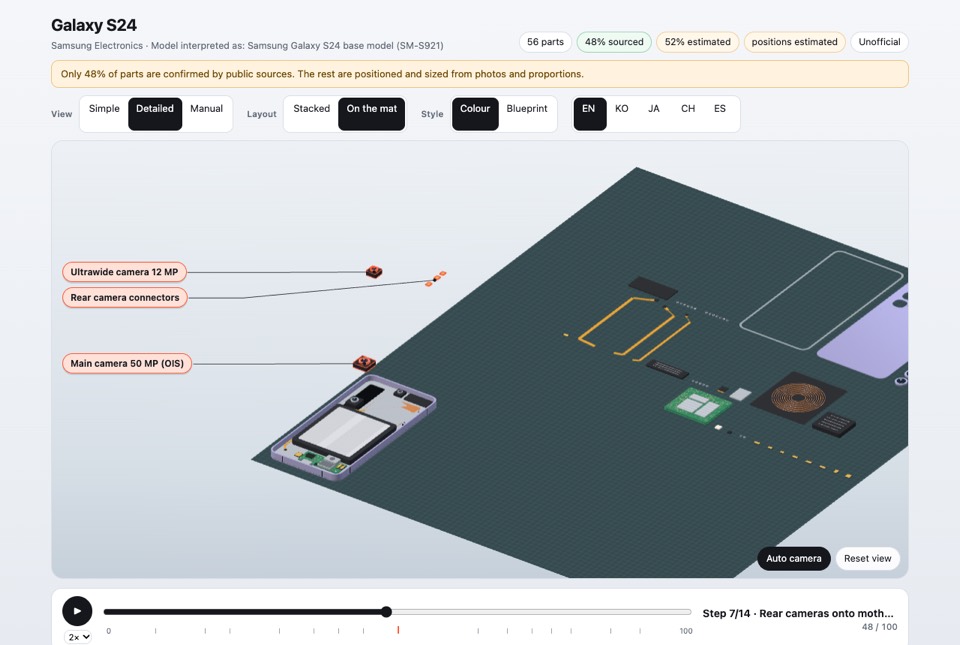 Galaxy S24
Samsung Electronics · Model interpreted as: Samsung Galaxy S24 base model (SM-S921)
56 parts
48% sourced
52% estimated
positions estimated
Unofficial
Only 48% of parts are confirmed by public sources. The rest are positioned and sized from photos and proportions.
View
Simple
Detailed
Manual
Layout
Stacked
On the mat
Style
Colour
Blueprint
EN
KO
JA
CH
ES
Ultrawide camera 12 MP
Rear camera connectors
Main camera 50 MP (OIS)
Auto camera
Reset view
Step 7/14 · Rear cameras onto moth…
2×
0
100
48 / 100